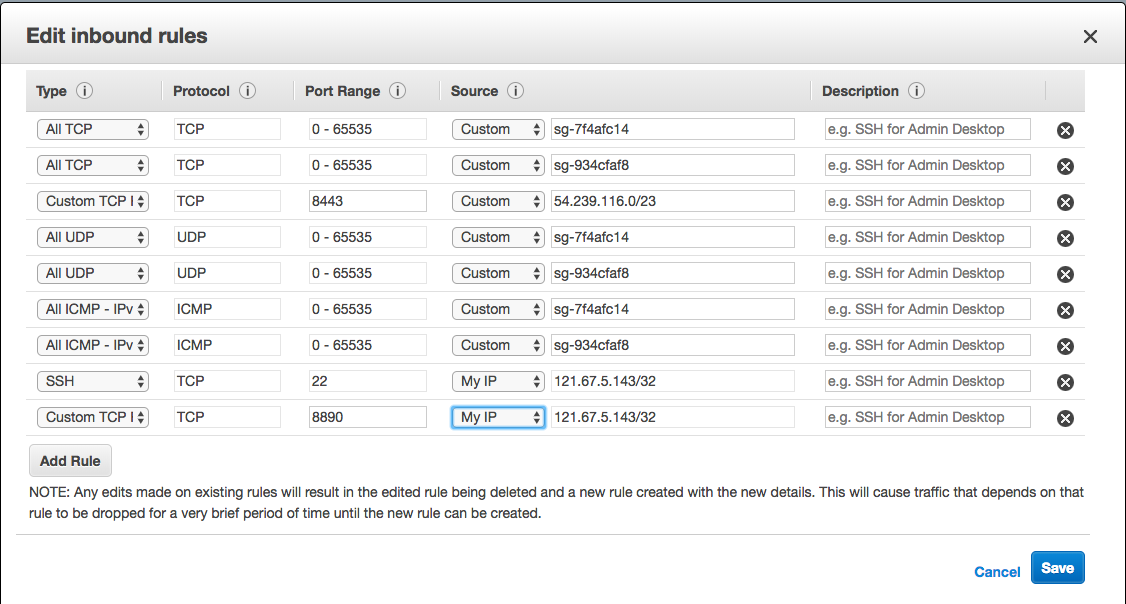 Edit inbound rules
Type Protocol Port Range Source Description
All TCP TCP 0 - 65535 Custom sg-7f4afc14 e.g. SSH for Admin Desktop
All TCP TCP 0 - 65535 Custom sg-934cfaf8 e.g. SSH for Admin Desktop
Custom TCP I TCP 8443 Custom 54.239.116.0/23 e.g. SSH for Admin Desktop
All UDP UDP 0 - 65535 Custom sg-7f4afc14 e.g. SSH for Admin Desktop
All UDP UDP 0 - 65535 Custom sg-934cfaf8 e.g. SSH for Admin Desktop
All ICMP - IPv ICMP 0 - 65535 Custom sg-7f4afc14 e.g. SSH for Admin Desktop
All ICMP - IPv ICMP 0 - 65535 Custom sg-934cfaf8 e.g. SSH for Admin Desktop
SSH TCP 22 My IP 121.67.5.143/32 e.g. SSH for Admin Desktop
Custom TCP I TCP 8890 My IP 121.67.5.143/32 e.g. SSH for Admin Desktop
Add Rule
NOTE: Any edits made on existing rules will result in the edited rule being deleted and a new rule created with the new details. This will cause traffic that depends on that
rule to be dropped for a very brief period of time until the new rule can be created.
Cancel Save